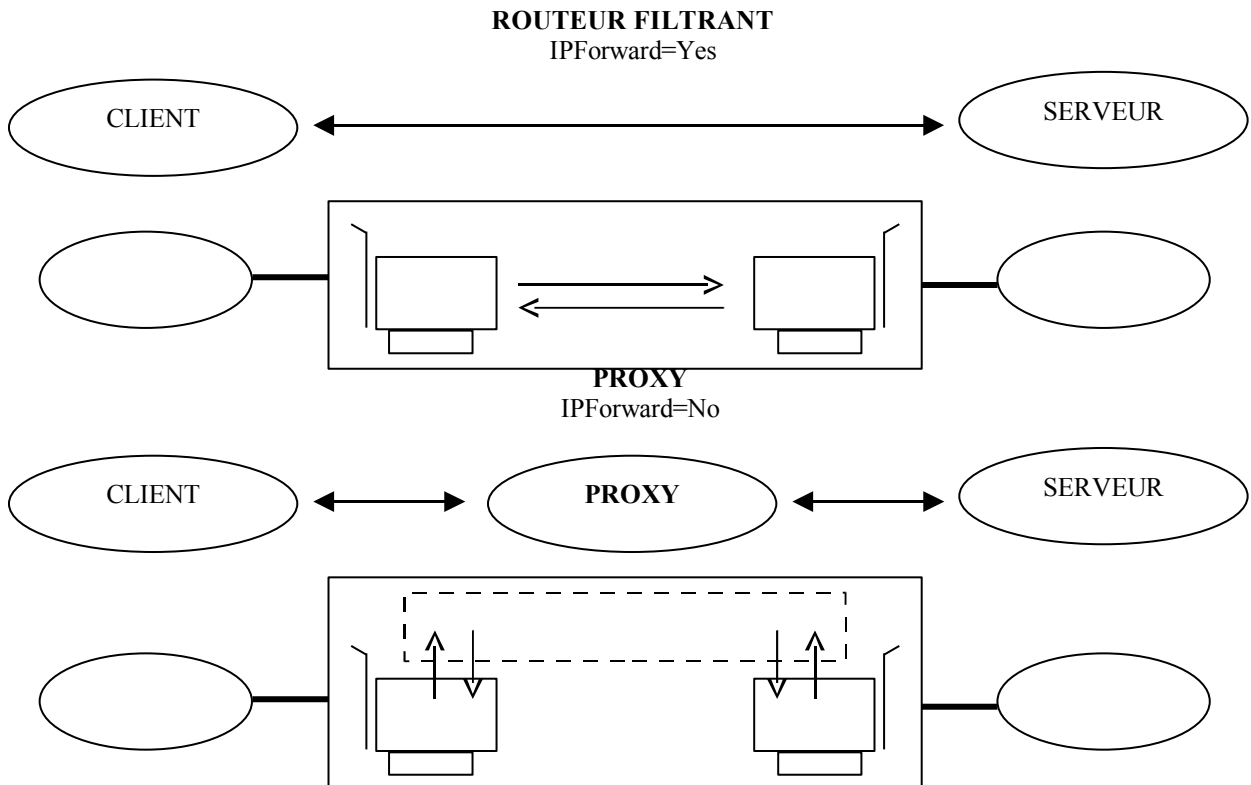 ROUTEUR FILTRANT
IPForward=Yes
CLIENT
SERVEUR
PROXY
IPForward=No
CLIENT
PROXY
SERVEUR